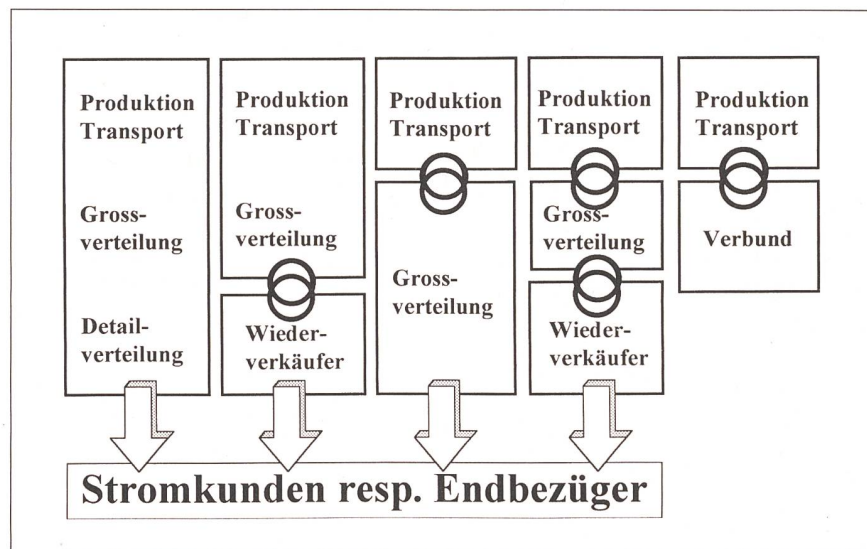 Produktion
Transport
Gross-
verteilung
Detail-
verteilung
Produktion
Transport
Gross-
verteilung
Wieder-
verkäufer
Produktion
Transport
Gross-
verteilung
Produktion
Transport
Gross-
verteilung
Wieder-
verkäufer
Produktion
Transport
Verbund
Stromkunden resp. Endbezüger